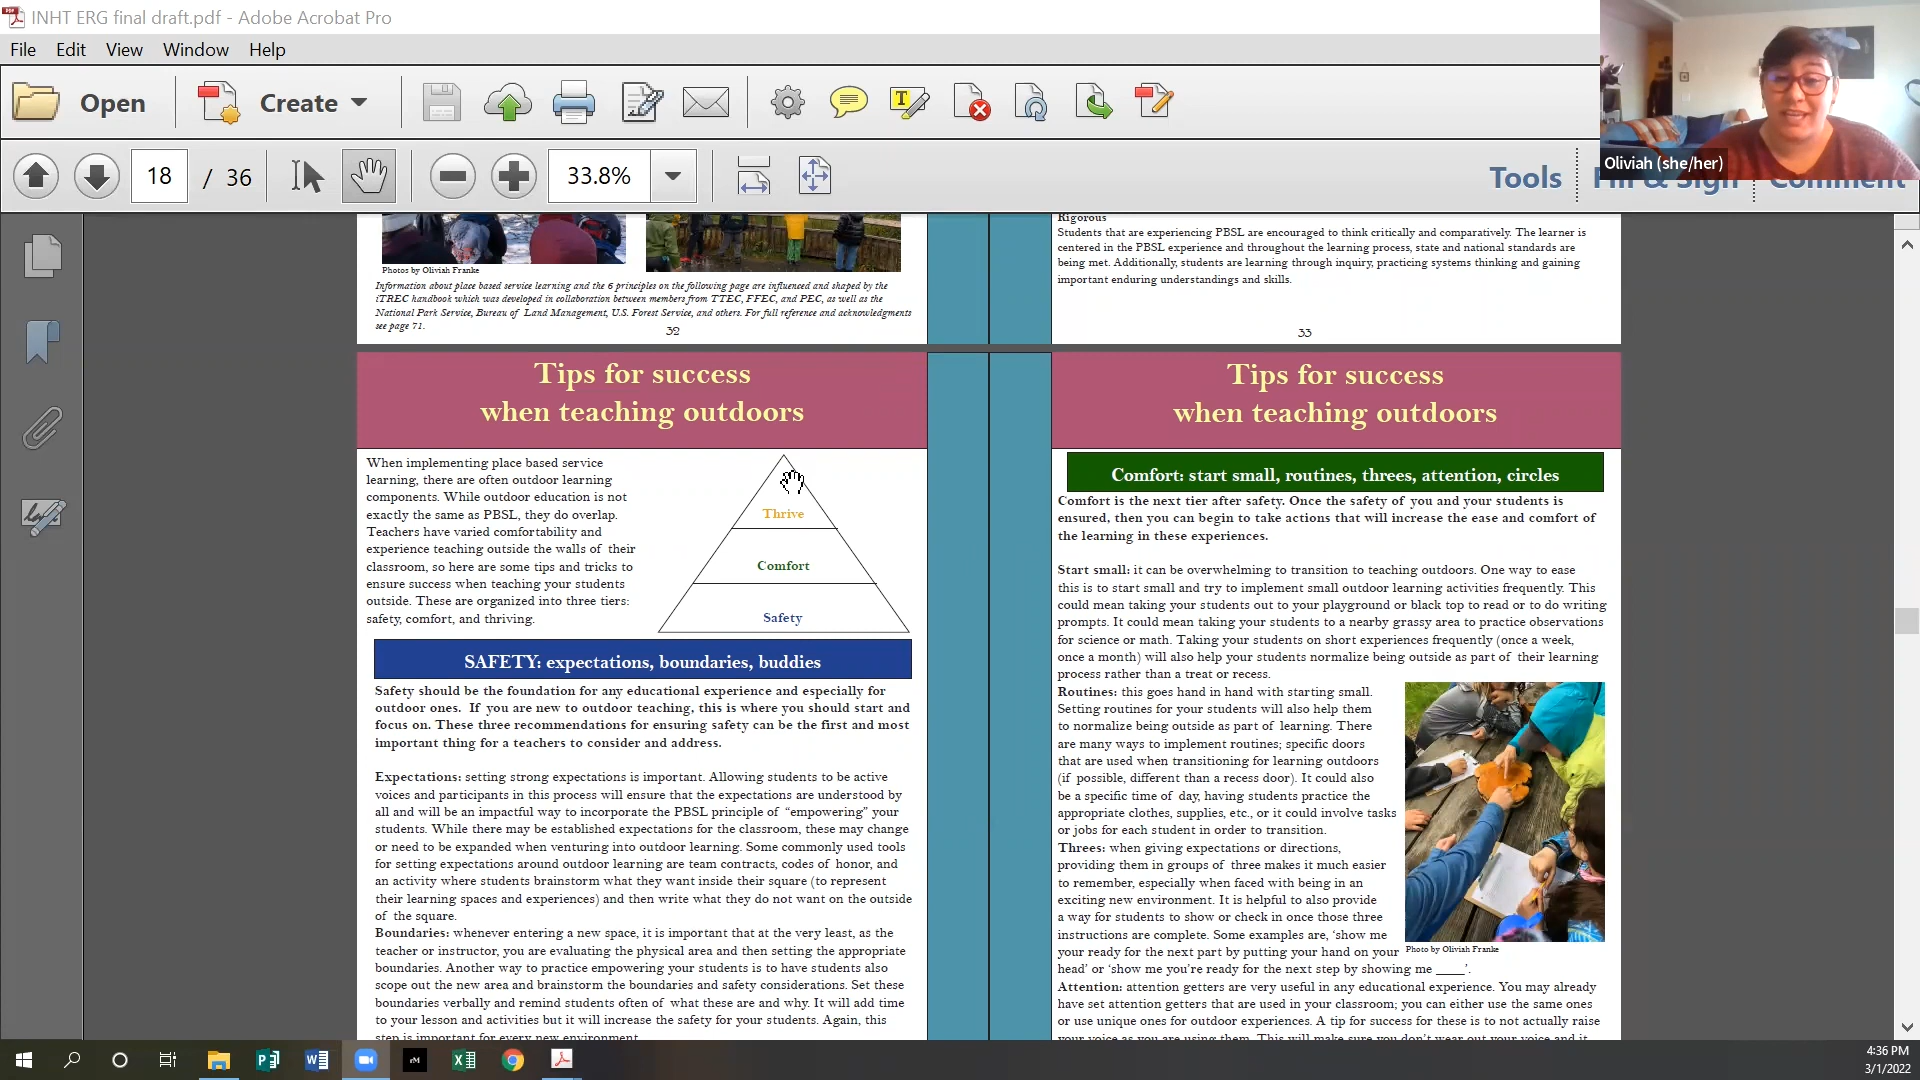 INHT ERG final draft.pdf - Adobe Acrobat Pro
File Edit View Window Help
Open
Create
Oliviah (she/her)
18 / 36
33.8%
Tools
Fill & Sign
Comment
Photos by Oliviah Franke
Information about place based service learning and the 6 principles on the following page are influenced and shaped by the
iTREC handbook which was developed in collaboration between members from TTEC, FFEC, and PEC, as well as the
National Park Service, Bureau of Land Management, U.S. Forest Service, and others. For full reference and acknowledgments
see page 71.
32
Rigorous
Students that are experiencing PBSL are encouraged to think critically and comparatively. The learner is
centered in the PBSL experience and throughout the learning process, state and national standards are
being met. Additionally, students are learning through inquiry, practicing systems thinking and gaining
important enduring understandings and skills.
33
Tips for success
when teaching outdoors
When implementing place based service
learning, there are often outdoor learning
components. While outdoor education is not
exactly the same as PBSL, they do overlap.
Teachers have varied comfortability and
experience teaching outside the walls of their
classroom, so here are some tips and tricks to
ensure success when teaching your students
outside. These are organized into three tiers:
safety, comfort, and thriving.
Thrive
Comfort
Safety
SAFETY: expectations, boundaries, buddies
Safety should be the foundation for any educational experience and especially for
outdoor ones. If you are new to outdoor teaching, this is where you should start and
focus on. These three recommendations for ensuring safety can be the first and most
important thing for a teachers to consider and address.
Expectations: setting strong expectations is important. Allowing students to be active
voices and participants in this process will ensure that the expectations are understood by
all and will be an impactful way to incorporate the PBSL principle of “empowering” your
students. While there may be established expectations for the classroom, these may change
or need to be expanded when venturing into outdoor learning. Some commonly used tools
for setting expectations around outdoor learning are team contracts, codes of honor, and
an activity where students brainstorm what they want inside their square (to represent
their learning spaces and experiences) and then write what they do not want on the outside
of the square.
Boundaries: whenever entering a new space, it is important that at the very least, as the
teacher or instructor, you are evaluating the physical area and then setting the appropriate
boundaries. Another way to practice empowering your students is to have students also
scope out the new area and brainstorm the boundaries and safety considerations. Set these
boundaries verbally and remind students often of what these are and why. It will add time
to your lesson and activities but it will increase the safety for your students. Again, this
step is important for every new environment.
Tips for success
when teaching outdoors
Comfort: start small, routines, threes, attention, circles
Comfort is the next tier after safety. Once the safety of you and your students is
ensured, then you can begin to take actions that will increase the ease and comfort of
the learning in these experiences.
Start small: it can be overwhelming to transition to teaching outdoors. One way to ease
this is to start small and try to implement small outdoor learning activities frequently. This
could mean taking your students out to your playground or black top to read or to do writing
prompts. It could mean taking your students to a nearby grassy area to practice observations
for science or math. Taking your students on short experiences frequently (once a week,
once a month) will also help your students normalize being outside as part of their learning
process rather than a treat or recess.
Routines: this goes hand in hand with starting small.
Setting routines for your students will also help them
to normalize being outside as part of learning. There
are many ways to implement routines; specific doors
that are used when transitioning for learning outdoors
(if possible, different than a recess door). It could also
be a specific time of day, having students practice the
appropriate clothes, supplies, etc., or it could involve tasks
or jobs for each student in order to transition.
Threes: when giving expectations or directions,
providing them in groups of three makes it much easier
to remember, especially when faced with being in an
exciting new environment. It is helpful to also provide
a way for students to show or check in once those three
instructions are complete. Some examples are, ‘show me
your ready for the next part by putting your hand on your
head’ or ‘show me you’re ready for the next step by showing me ____’.
Photo by Oliviah Franke
Attention: attention getters are very useful in any educational experience. You may already
have set attention getters that are used in your classroom; you can either use the same ones
or use unique ones for outdoor experiences. A tip for success for these is to not actually raise
your voice as you are using them. This will make sure you don’t wear out your voice and it
4:36 PM
3/1/2022